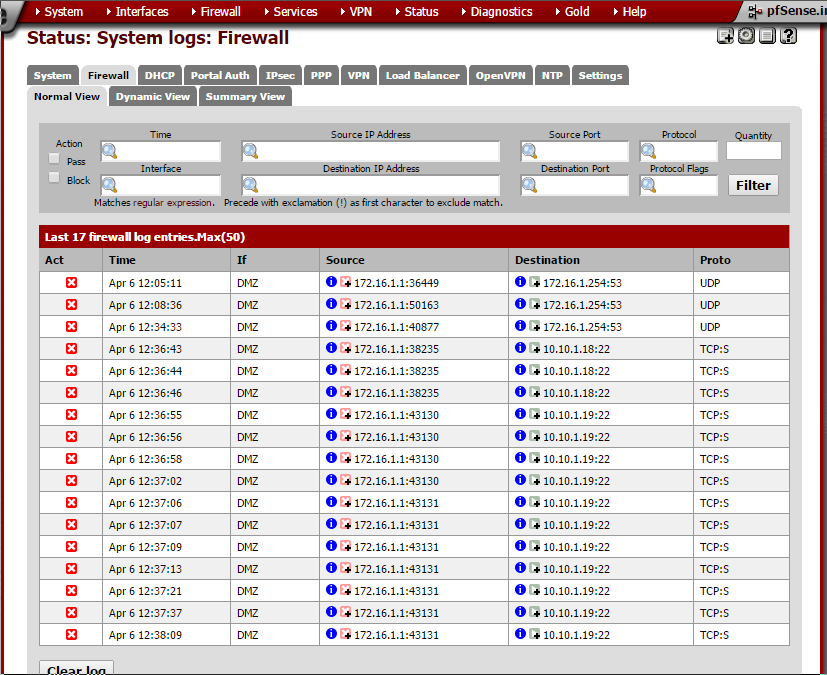 System Interfaces Firewall Services VPN Status Diagnostics Gold Help pfSense.i
Status: System logs: Firewall
System Firewall DHCP Portal Auth IPsec PPP VPN Load Balancer OpenVPN NTP Settings
Normal View Dynamic View Summary View
Action Time Source IP Address Source Port Protocol Quantity
Pass
Interface Destination IP Address Destination Port Protocol Flags
Block Filter
Matches regular expression. Precede with exclamation (!) as first character to exclude match.
Last 17 firewall log entries.Max(50)
Act Time If Source Destination Proto
Apr 6 12:05:11 DMZ 172.16.1.1:36449 172.16.1.254:53 UDP
Apr 6 12:08:36 DMZ 172.16.1.1:50163 172.16.1.254:53 UDP
Apr 6 12:34:33 DMZ 172.16.1.1:40877 172.16.1.254:53 UDP
Apr 6 12:36:43 DMZ 172.16.1.1:38235 10.10.1.18:22 TCP:S
Apr 6 12:36:44 DMZ 172.16.1.1:38235 10.10.1.18:22 TCP:S
Apr 6 12:36:46 DMZ 172.16.1.1:38235 10.10.1.18:22 TCP:S
Apr 6 12:36:55 DMZ 172.16.1.1:43130 10.10.1.19:22 TCP:S
Apr 6 12:36:56 DMZ 172.16.1.1:43130 10.10.1.19:22 TCP:S
Apr 6 12:36:58 DMZ 172.16.1.1:43130 10.10.1.19:22 TCP:S
Apr 6 12:37:02 DMZ 172.16.1.1:43130 10.10.1.19:22 TCP:S
Apr 6 12:37:06 DMZ 172.16.1.1:43131 10.10.1.19:22 TCP:S
Apr 6 12:37:07 DMZ 172.16.1.1:43131 10.10.1.19:22 TCP:S
Apr 6 12:37:09 DMZ 172.16.1.1:43131 10.10.1.19:22 TCP:S
Apr 6 12:37:13 DMZ 172.16.1.1:43131 10.10.1.19:22 TCP:S
Apr 6 12:37:21 DMZ 172.16.1.1:43131 10.10.1.19:22 TCP:S
Apr 6 12:37:37 DMZ 172.16.1.1:43131 10.10.1.19:22 TCP:S
Apr 6 12:38:09 DMZ 172.16.1.1:43131 10.10.1.19:22 TCP:S
Clear log